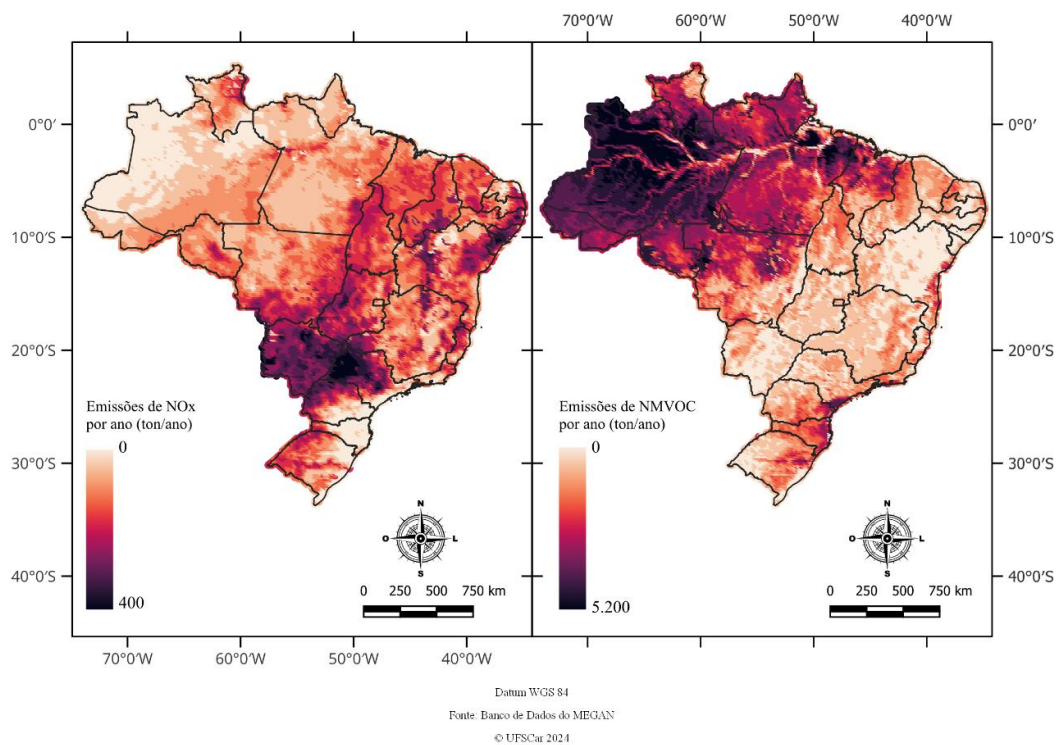 70°0'W 60°0'W 50°0'W 40°0'W
0°0′ 0°0'
10°0'S 10°0'S
20°0'S 20°0'S
Emissões de NOx
por ano (ton/ano)
0
400
Emissões de NMVOC
por ano (ton/ano)
0
5.200
30°0'S 30°0'S
N
O L
S
N
O L
S
40°0'S 40°0'S
0 250 500 750 km
0 250 500 750 km
70°0'W 60°0'W 50°0'W 40°0'W
Datum WGS 84
Fonte: Banco de Dados do MEGAN
© UFSCar 2024